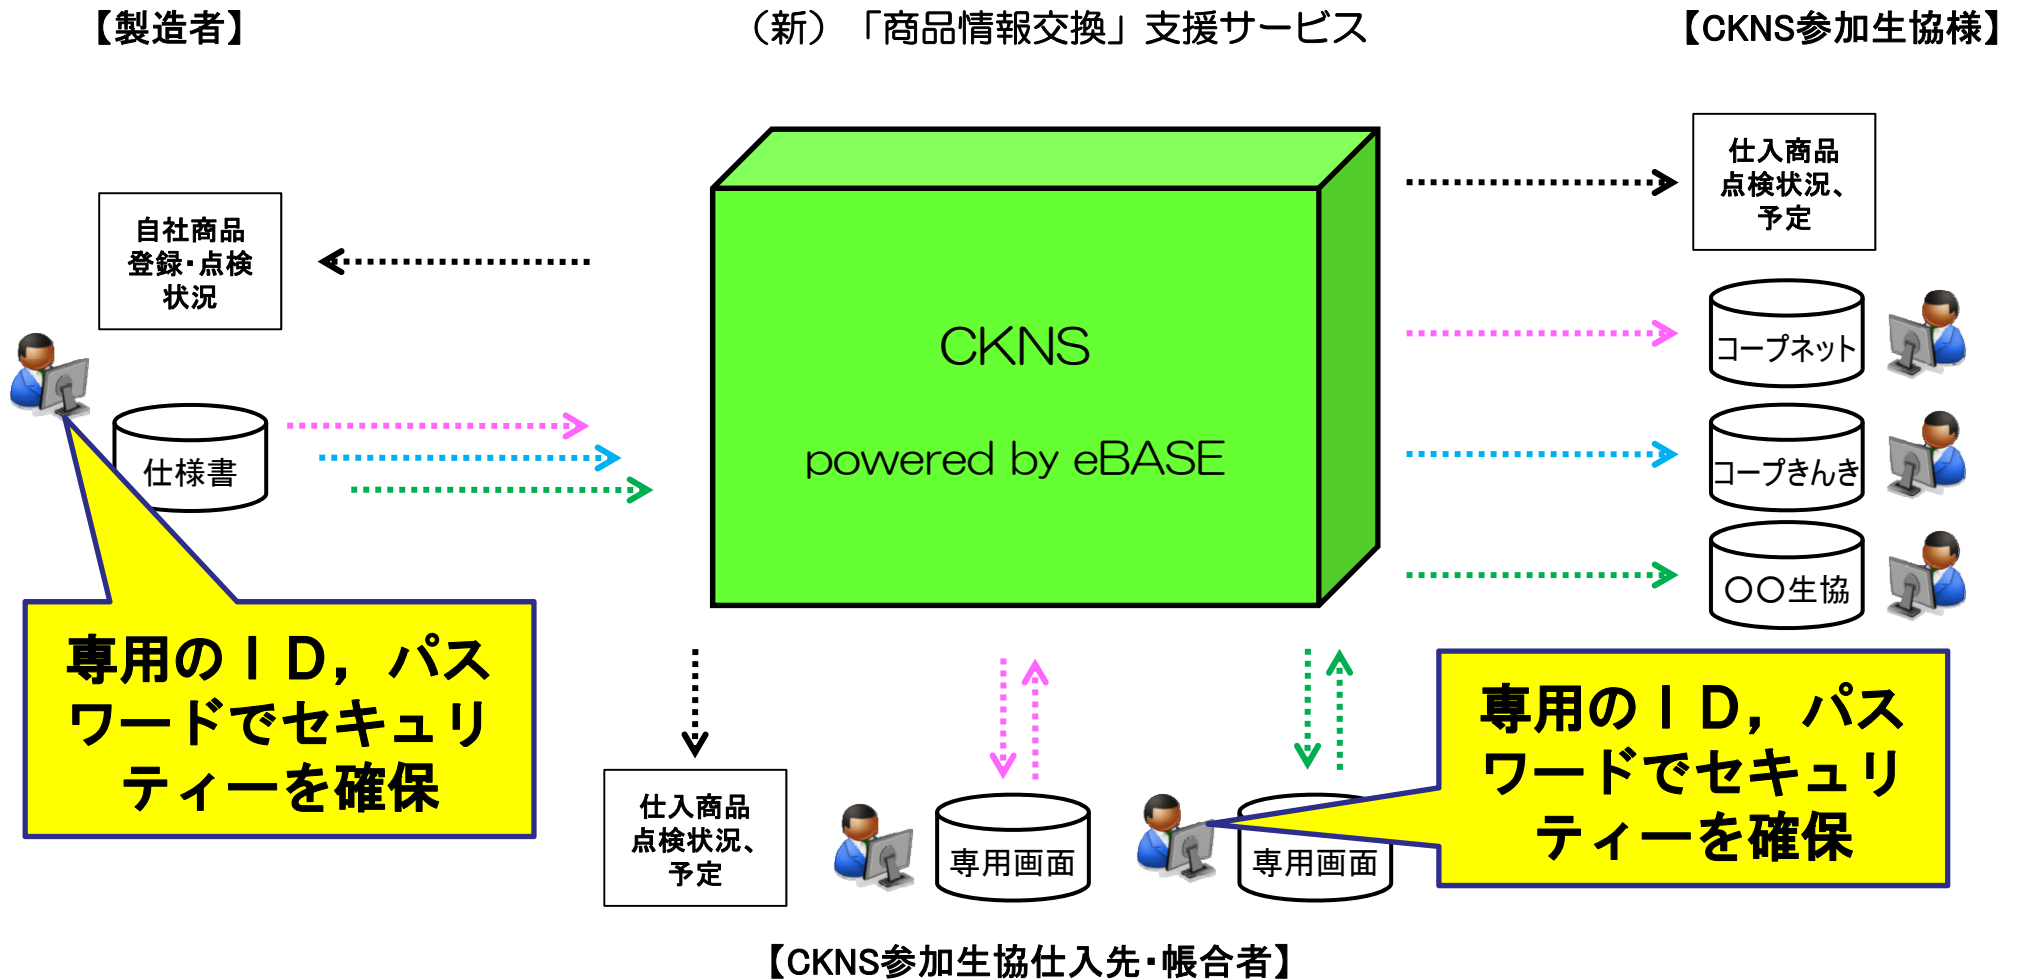 【製造者】
（新）「商品情報交換」支援サービス
【CKNS参加生協様】
自社商品
登録・点検
状況
仕様書
専用のＩＤ，パス
ワードでセキュリ
ティーを確保
CKNS
powered by eBASE
仕入商品
点検状況、
予定
コープネット
コープきんき
〇〇生協
仕入商品
点検状況、
予定
専用画面
専用画面
専用のＩＤ，パス
ワードでセキュリ
ティーを確保
【CKNS参加生協仕入先・帳合者】